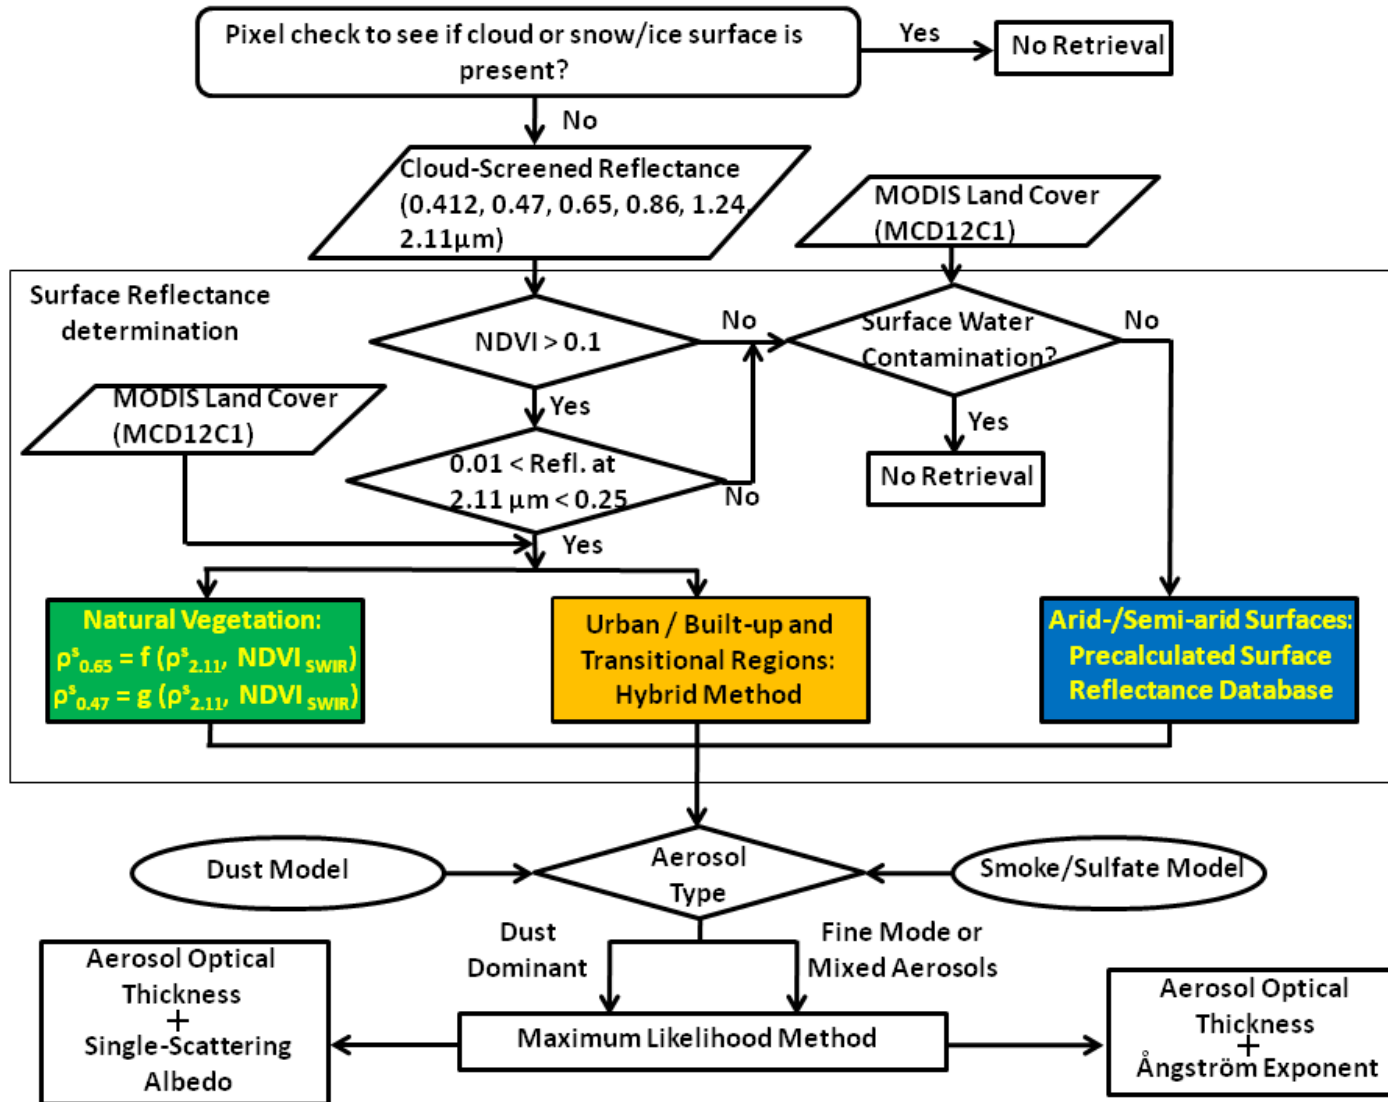 Pixel check to see if cloud or snow/ice surface is
present?
Yes
No Retrieval
No
Cloud-Screened Reflectance
(0.412, 0.47, 0.65, 0.86, 1.24,
2.11µm)
MODIS Land Cover
(MCD12C1)
Surface Reflectance
determination
NDVI > 0.1
No
Surface Water
Contamination?
No
MODIS Land Cover
(MCD12C1)
Yes
Yes
0.01 < Refl. at
2.11 µm < 0.25
No
No Retrieval
Yes
Natural Vegetation:
ρˢ₀.₆₅ = f (ρˢ₂.₁₁, NDVI SWIR)
ρˢ₀.₄₇ = g (ρˢ₂.₁₁, NDVI SWIR)
Urban / Built-up and
Transitional Regions:
Hybrid Method
Arid-/Semi-arid Surfaces:
Precalculated Surface
Reflectance Database
Dust Model
Aerosol
Type
Smoke/Sulfate Model
Dust
Dominant
Fine Mode or
Mixed Aerosols
Aerosol Optical
Thickness
+
Single-Scattering
Albedo
Maximum Likelihood Method
Aerosol Optical
Thickness
+
Ångström Exponent